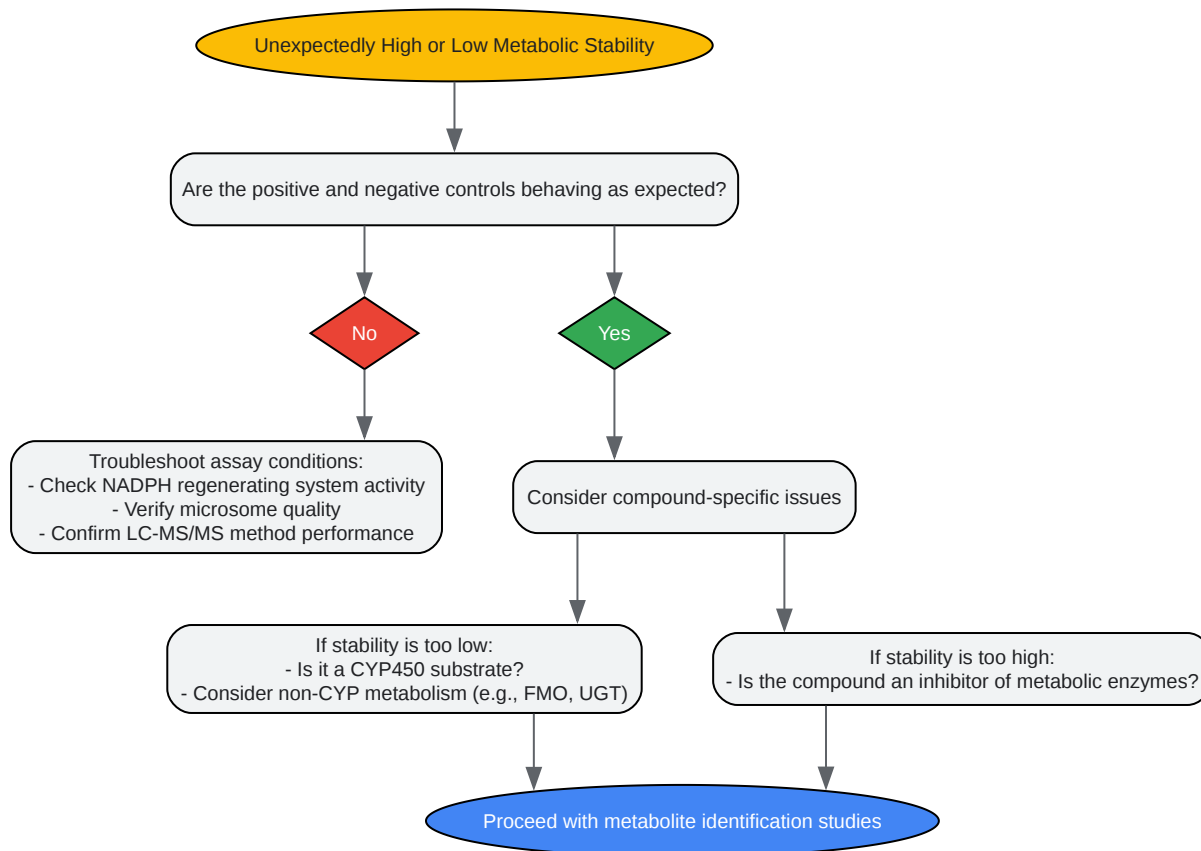 Unexpectedly High or Low Metabolic Stability
Are the positive and negative controls behaving as expected?
No
Yes
Troubleshoot assay conditions:
- Check NADPH regenerating system activity
- Verify microsome quality
- Confirm LC-MS/MS method performance
Consider compound-specific issues
If stability is too low:
- Is it a CYP450 substrate?
- Consider non-CYP metabolism (e.g., FMO, UGT)
If stability is too high:
- Is the compound an inhibitor of metabolic enzymes?
Proceed with metabolite identification studies